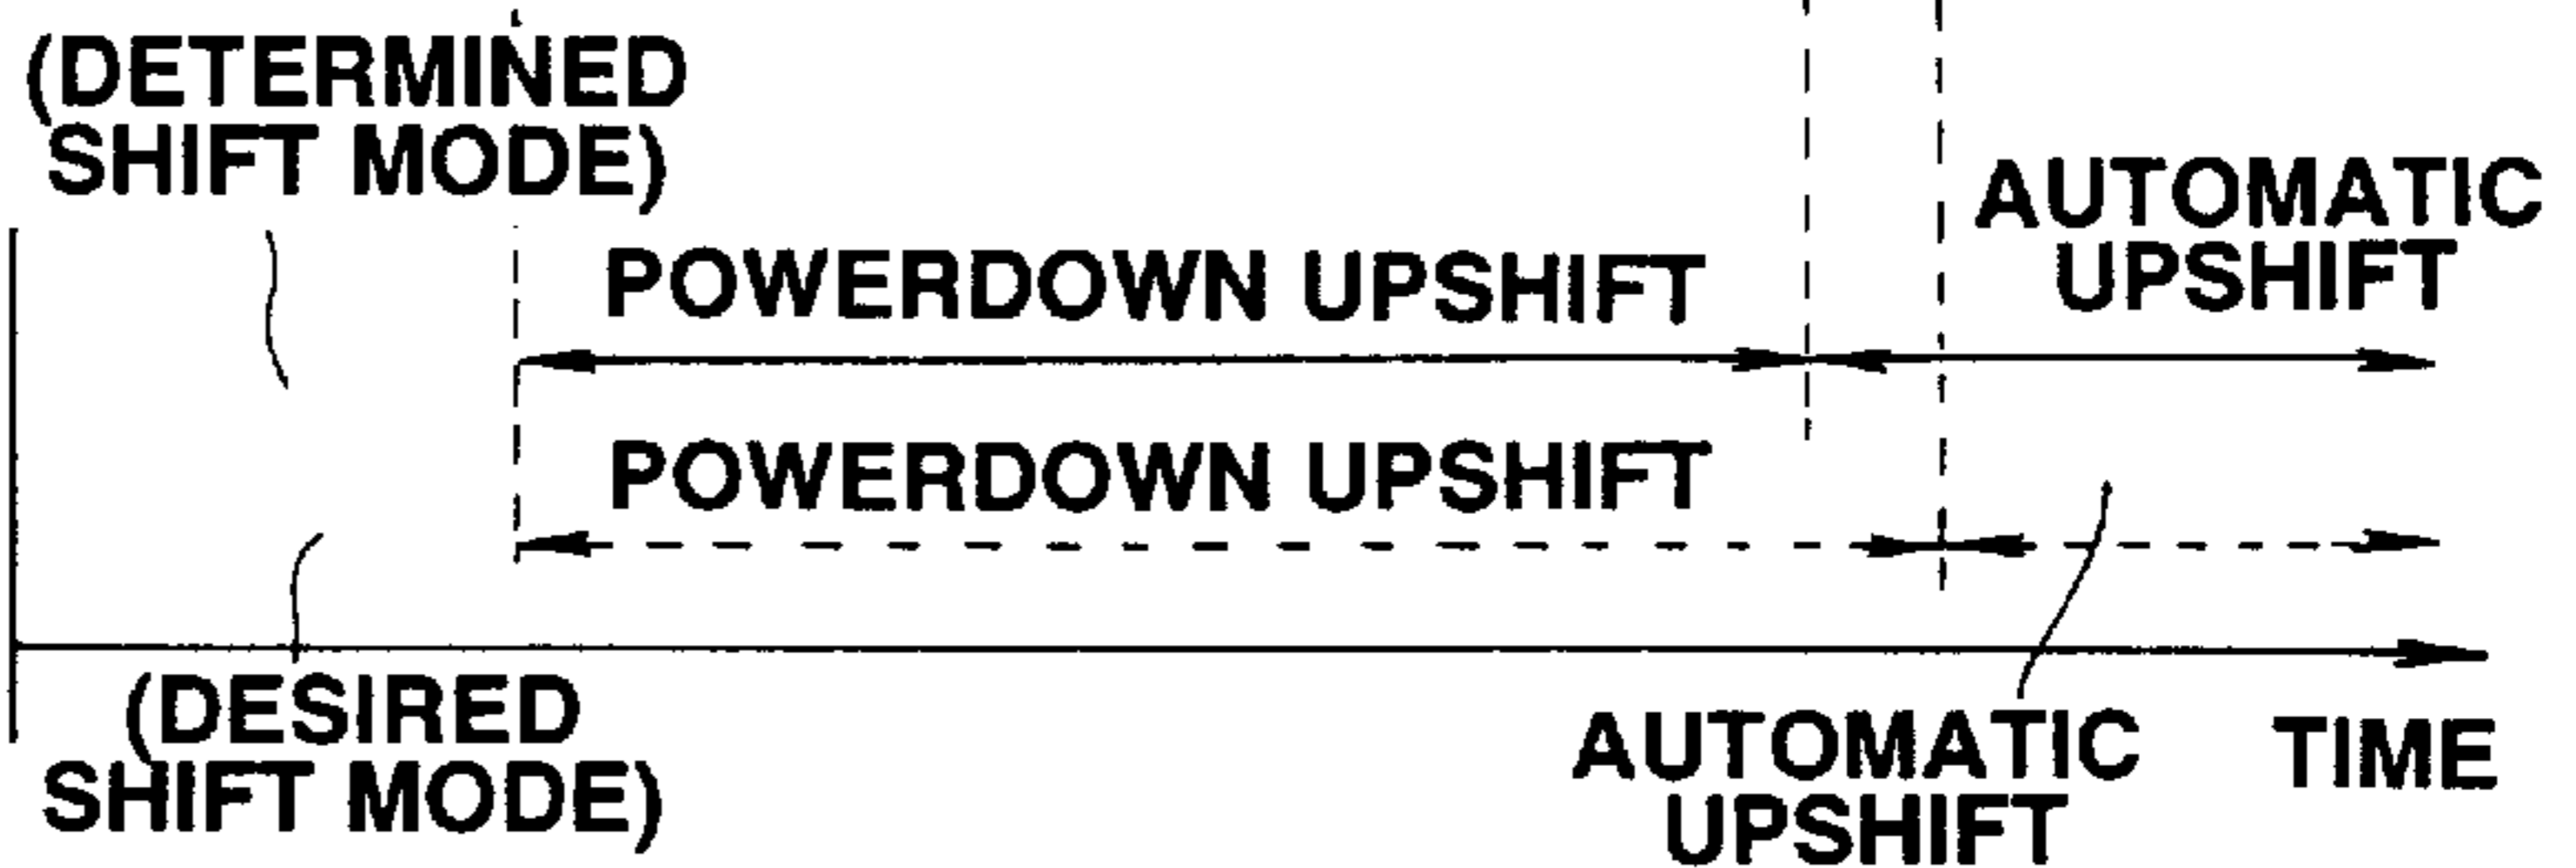 (DETERMINED
SHIFT MODE)
AUTOMATIC
UPSHIFT
POWERDOWN UPSHIFT
POWERDOWN UPSHIFT
(DESIRED
SHIFT MODE)
AUTOMATIC
UPSHIFT
TIME